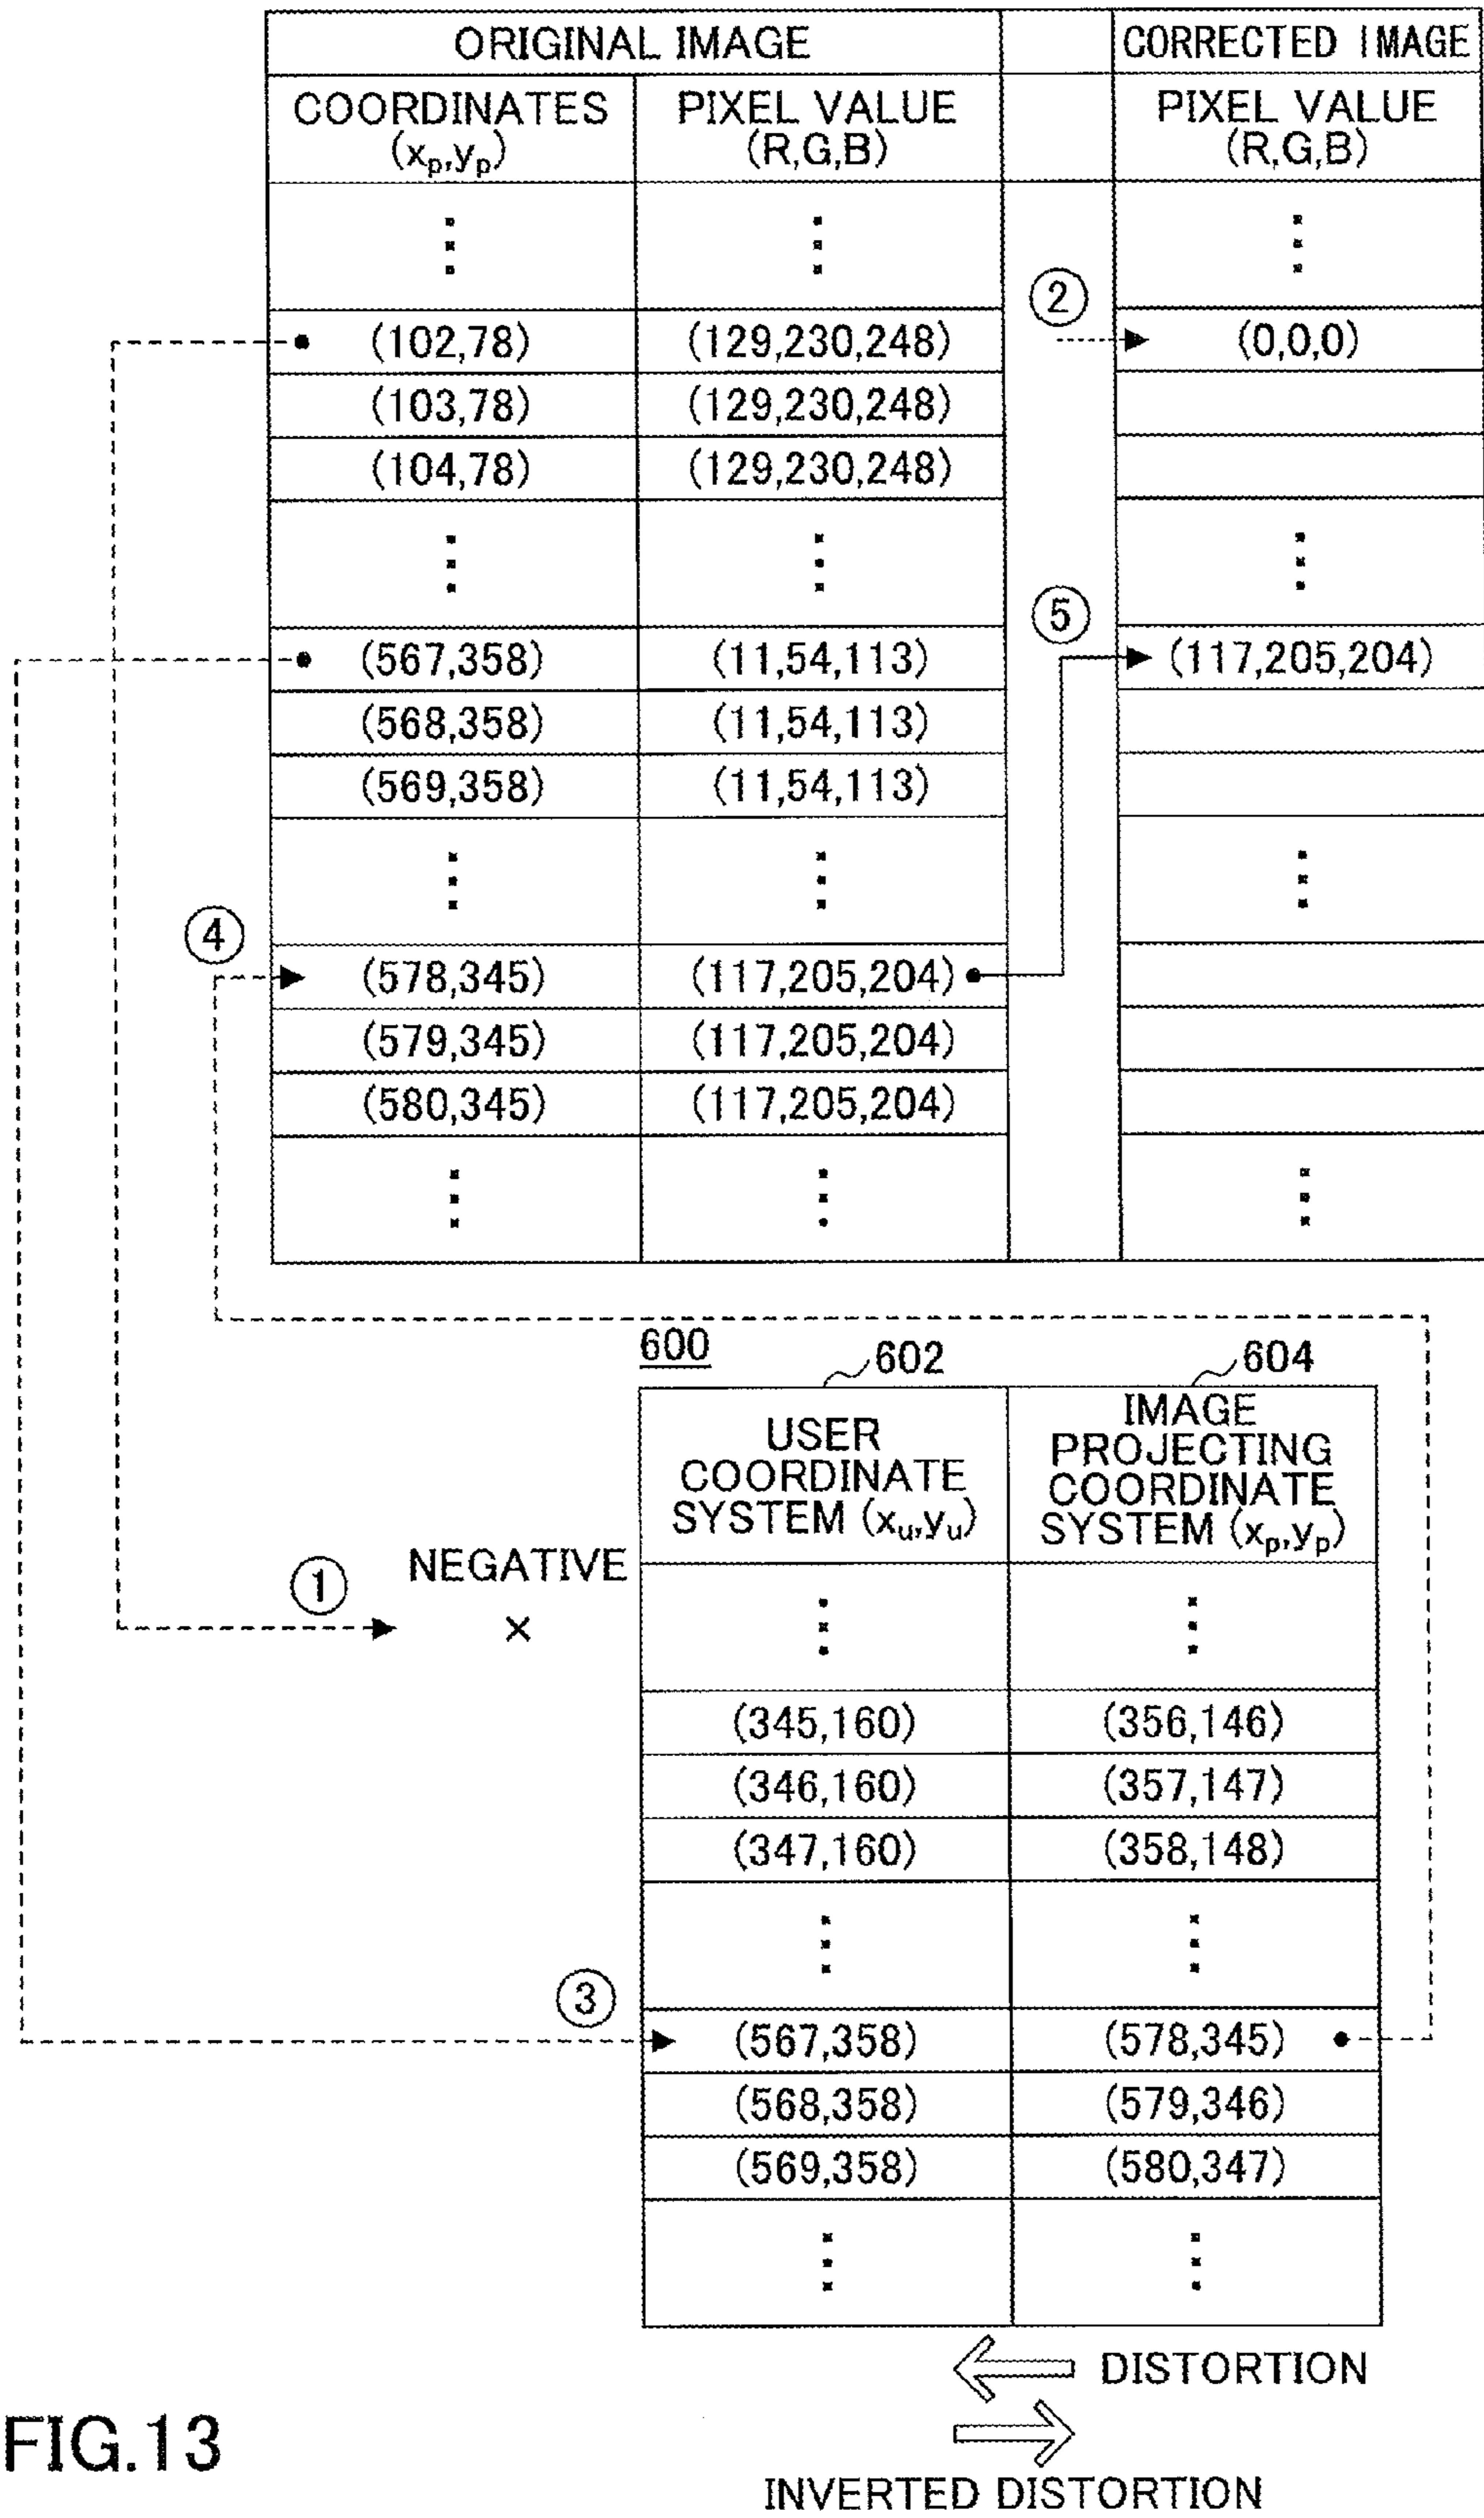 ORIGINAL IMAGE CORRECTED IMAGE
COORDINATES PIXEL VALUE PIXEL VALUE
(xp,yp) (R,G,B) (R,G,B)
⋮ ⋮ ⋮
②
(102,78) (129,230,248) (0,0,0)
(103,78) (129,230,248)
(104,78) (129,230,248)
⋮ ⋮ ⋮
⑤
(567,358) (11,54,113) (117,205,204)
(568,358) (11,54,113)
(569,358) (11,54,113)
⋮ ⋮ ⋮
④
(578,345) (117,205,204)
(579,345) (117,205,204)
(580,345) (117,205,204)
⋮ ⋮ ⋮
600 602 604
USER
COORDINATE
SYSTEM (xu,yu)
IMAGE
PROJECTING
COORDINATE
SYSTEM (xp,yp)
① NEGATIVE
×
⋮ ⋮
(345,160) (356,146)
(346,160) (357,147)
(347,160) (358,148)
⋮ ⋮
③
(567,358) (578,345)
(568,358) (579,346)
(569,358) (580,347)
⋮ ⋮
DISTORTION
INVERTED DISTORTION
FIG.13